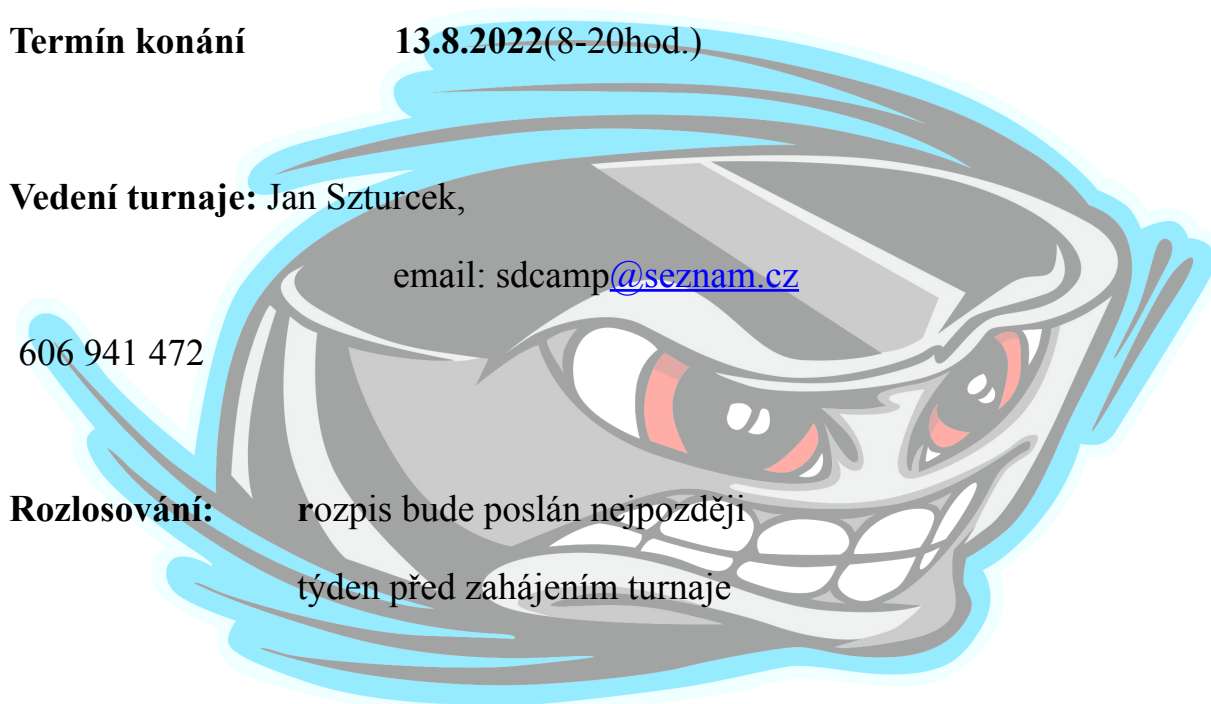 Termín konání 13.8.2022(8-20hod.)
Vedení turnaje: Jan Szturcek,
email: sdcamp@seznam.cz
606 941 472
Rozlosování: rozpis bude poslán nejpozději
týden před zahájením turnaje